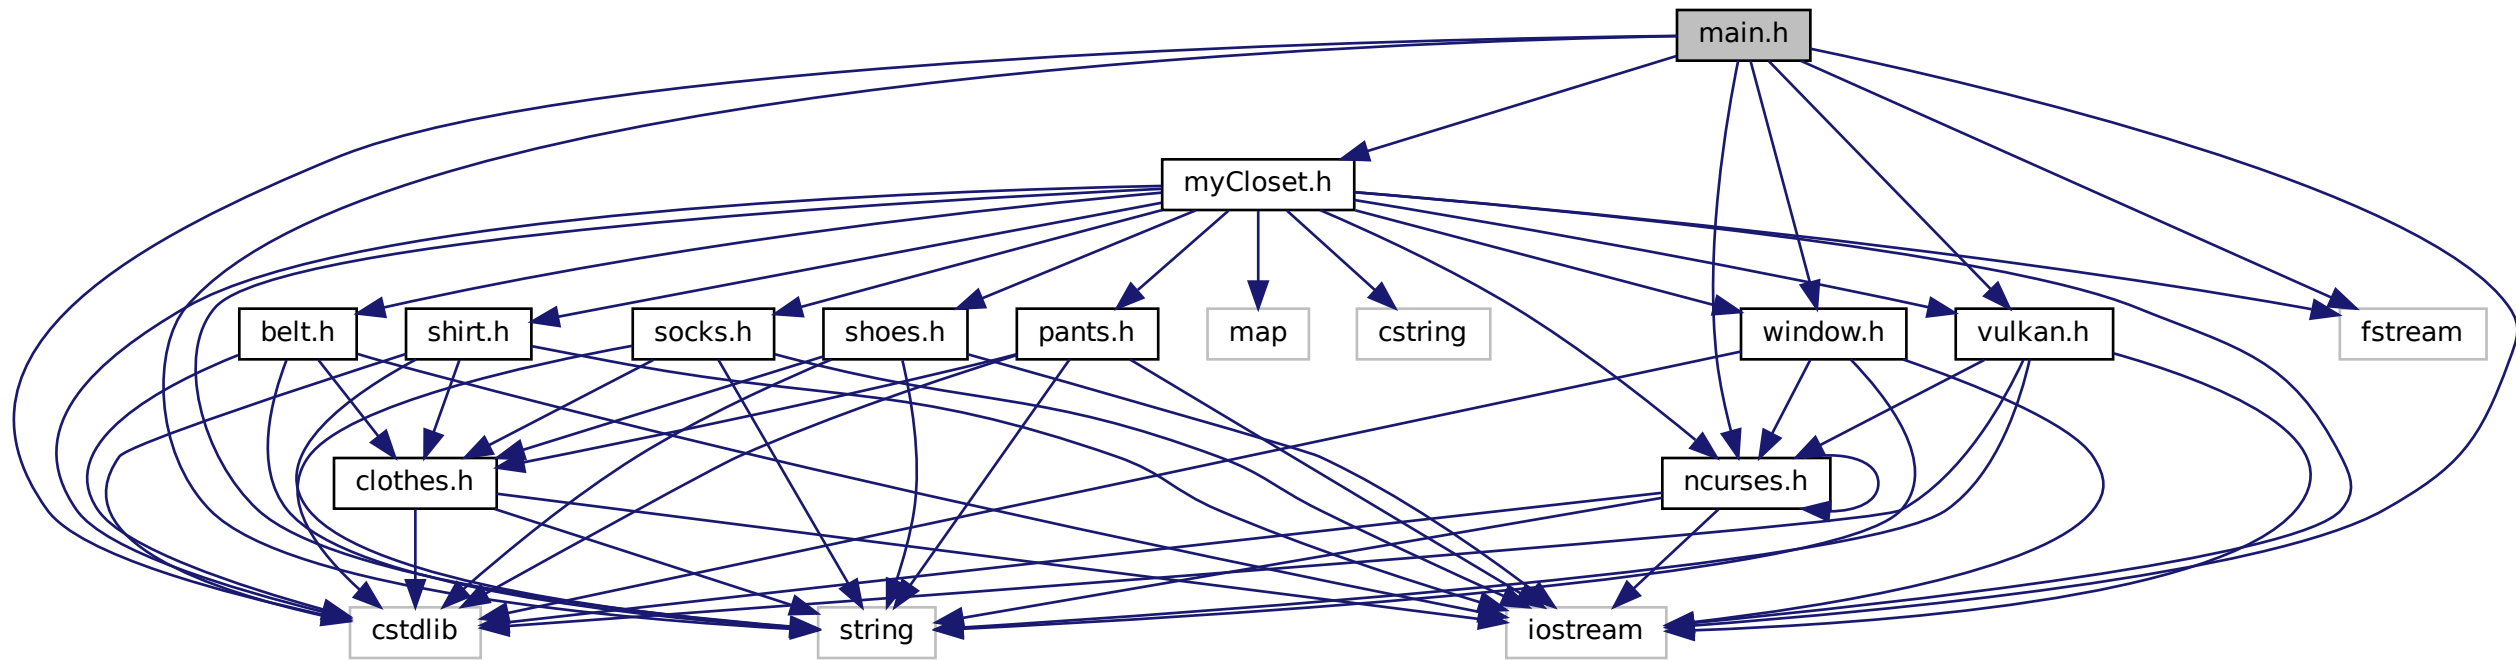 main.h
myCloset.h
belt.h
shirt.h
socks.h
shoes.h
pants.h
map
cstring
window.h
vulkan.h
fstream
clothes.h
ncurses.h
cstdlib
string
iostream